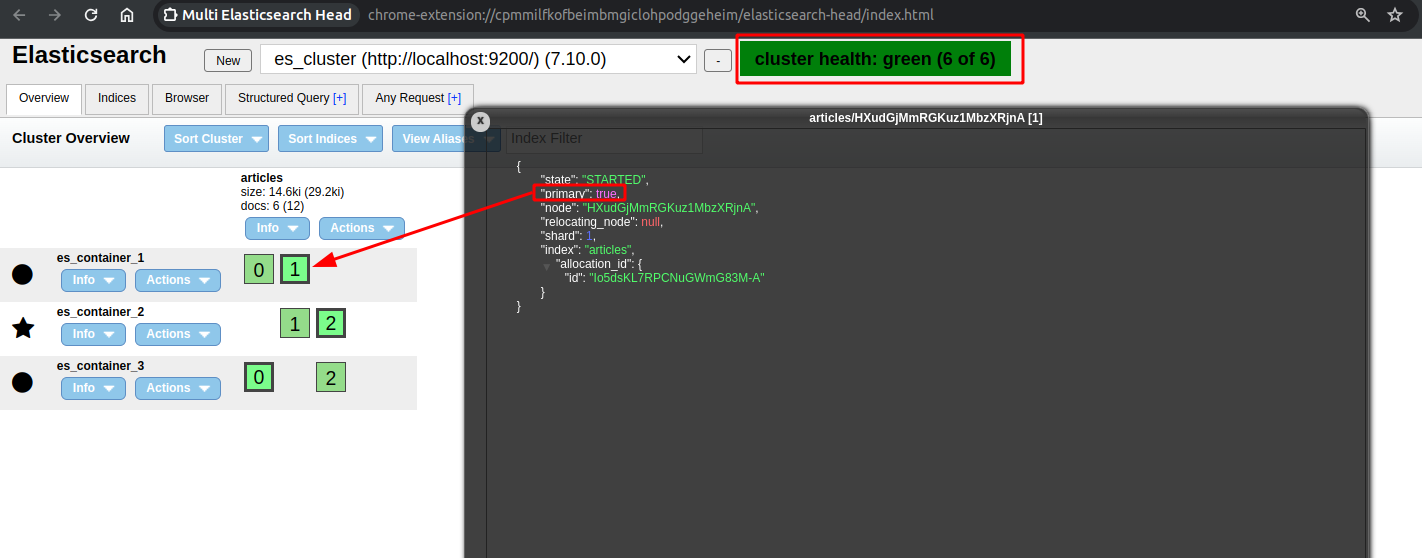 Multi Elasticsearch Head chrome-extension://cpmmilfkofbeimbmgiclohpodggeheim/elasticsearch-head/index.html
Elasticsearch New es_cluster (http://localhost:9200/) (7.10.0) - cluster health: green (6 of 6)
Overview Indices Browser Structured Query [+] Any Request [+]
Cluster Overview Sort Cluster Sort Indices View Aliases Index Filter
x articles/HXudGjMmRGKuz1MbzXRjnA [1]
{
"state": "STARTED",
"primary": true,
"node": "HXudGjMmRGKuz1MbzXRjnA",
"relocating_node": null,
"shard": 1,
"index": "articles",
"allocation_id": {
"id": "Io5dsKL7RPCNuGWmG83M-A"
}
}
articles
size: 14.6ki (29.2ki)
docs: 6 (12)
Info Actions
es_container_1
Info Actions 0 1
es_container_2
Info Actions 1 2
es_container_3
Info Actions 0 2